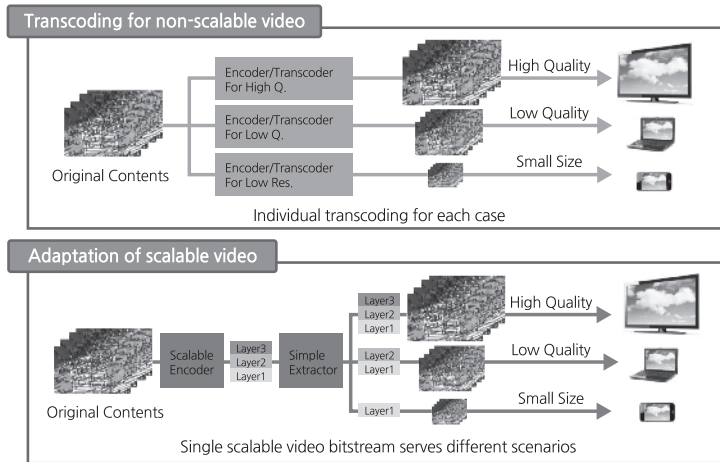 Transcoding for non-scalable video
Encoder/Transcoder
For High Q.
High Quality
Encoder/Transcoder
For Low Q.
Low Quality
Original Contents
Encoder/Transcoder
For Low Res.
Small Size
Individual transcoding for each case
Adaptation of scalable video
Original Contents
Scalable
Encoder
Layer3
Layer2
Layer1
Simple
Extractor
Layer3
Layer2
Layer1
High Quality
Layer2
Layer1
Low Quality
Layer1
Small Size
Single scalable video bitstream serves different scenarios